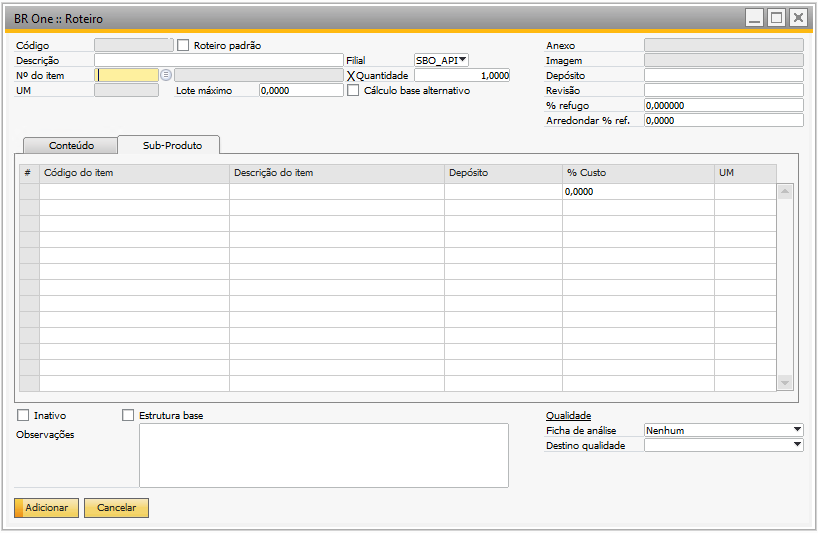 BR One :: Roteiro
Código Roteiro padrão Anexo
Descrição Filial SBO_API Imagem
Nº do item X Quantidade 1,0000 Depósito
UM Lote máximo 0,0000 Cálculo base alternativo Revisão
% refugo 0,000000
Arredondar % ref. 0,0000
Conteúdo Sub-Produto
# Código do item Descrição do item Depósito % Custo UM
0,0000
Inativo Estrutura base Qualidade
Observações Ficha de análise Nenhum
Destino qualidade
Adicionar Cancelar